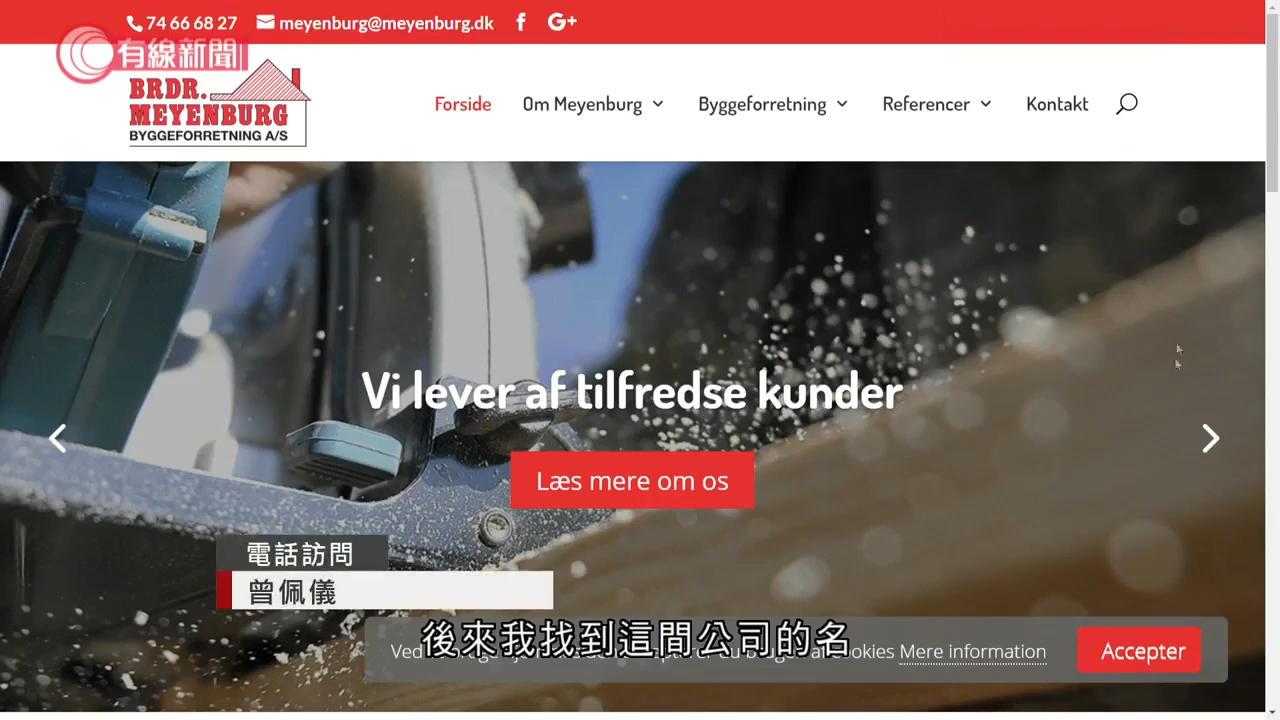 74 66 68 27 meyenburg@meyenburg.dk f G+
有線新聞
BRDR.
MEYENBURG
BYGGEFORRETNING A/S
Forside Om Meyenburg Byggeforretning Referencer Kontakt
Vi lever af tilfredse kunder
Læs mere om os
電話訪問
曾佩儀
後來我找到這間公司的名
Ved cookies Mere information
Accepter